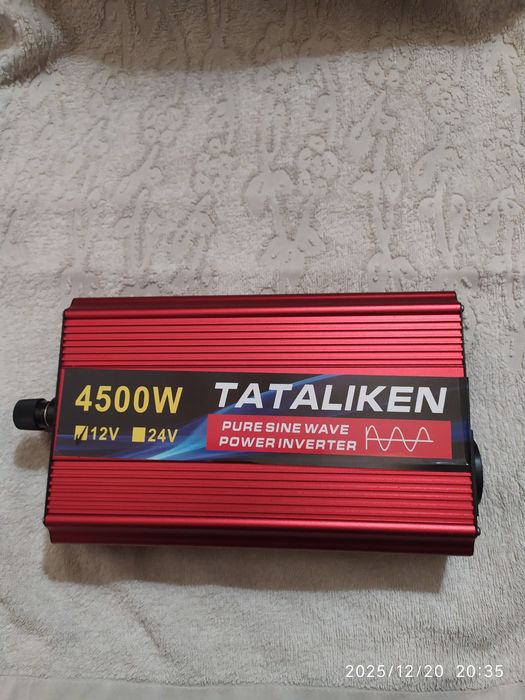 4500W
12V 24V
TATALIKEN
PURE SINE WAVE
POWER INVERTER
2025/12/20 20:35